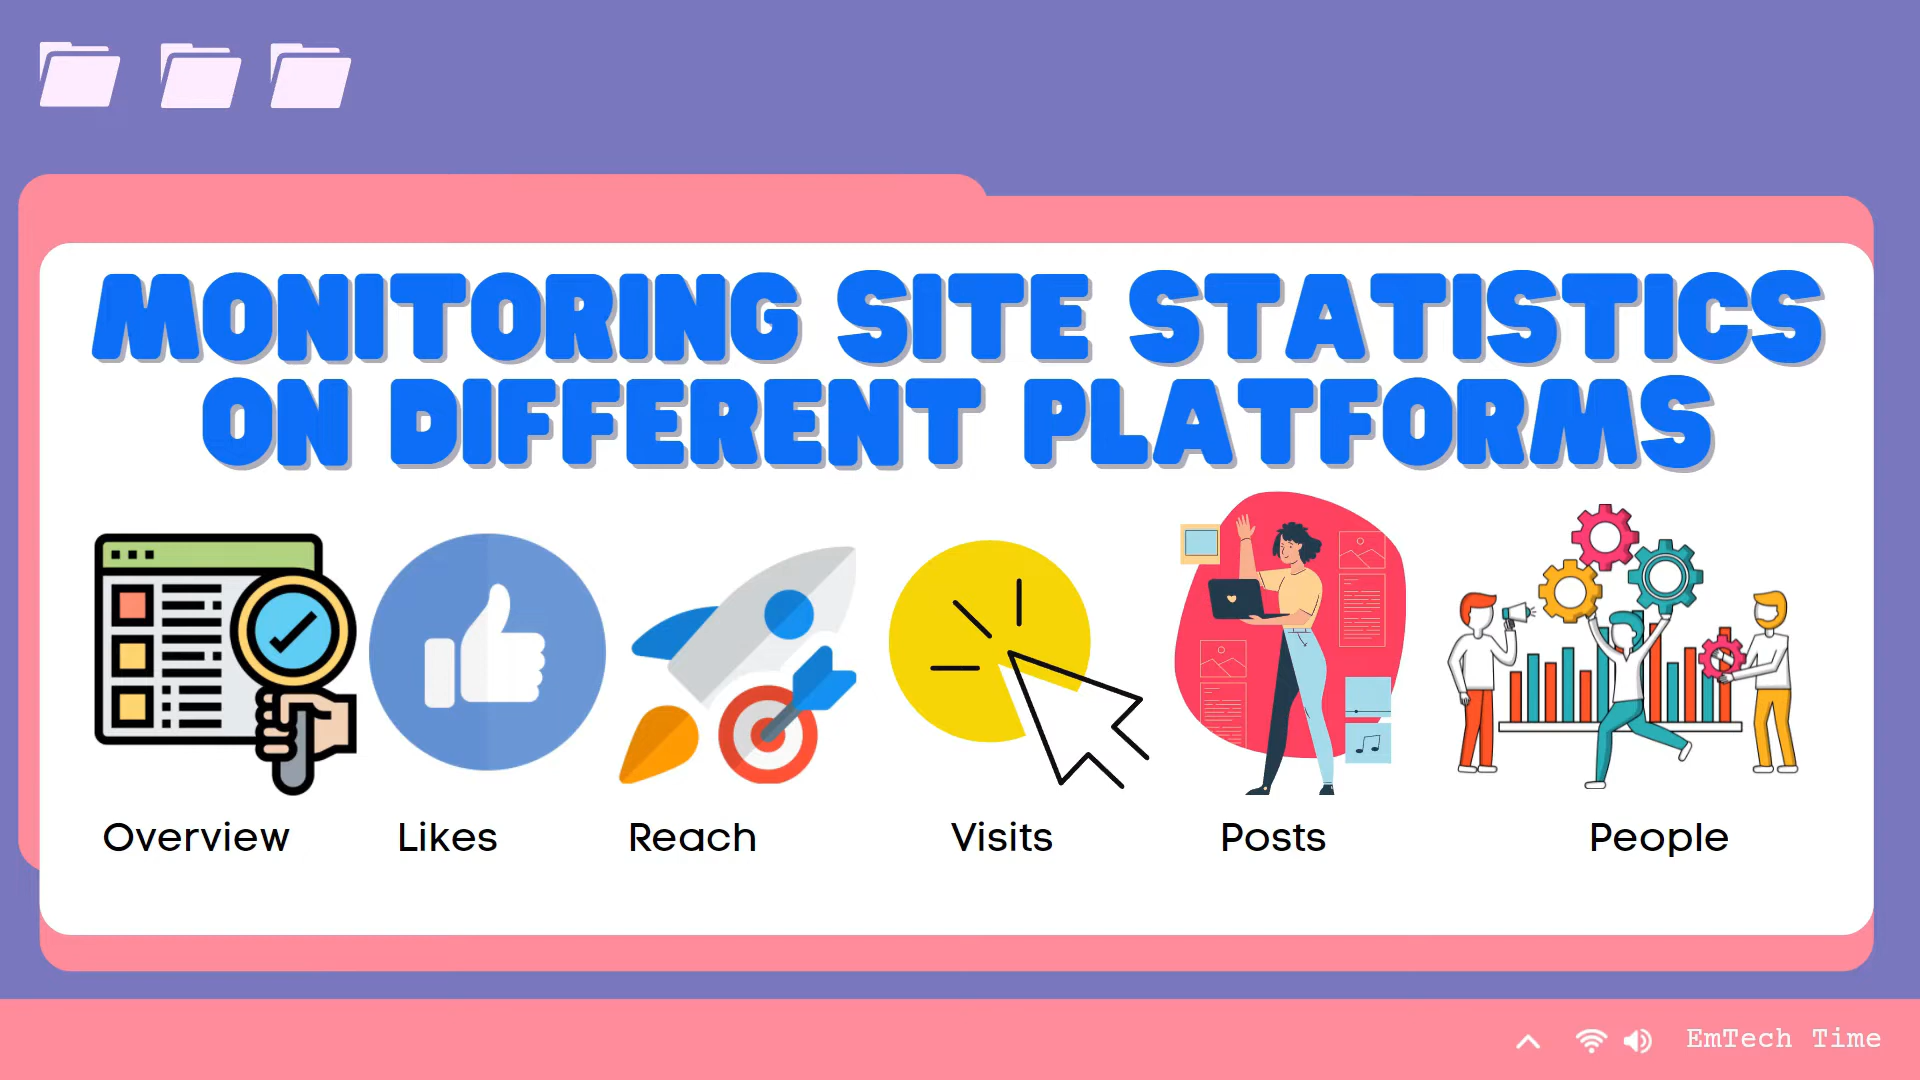 MONITORING SITE STATISTICS
ON DIFFERENT PLATFORMS
Overview
Likes
Reach
Visits
Posts
People
EmTech Time